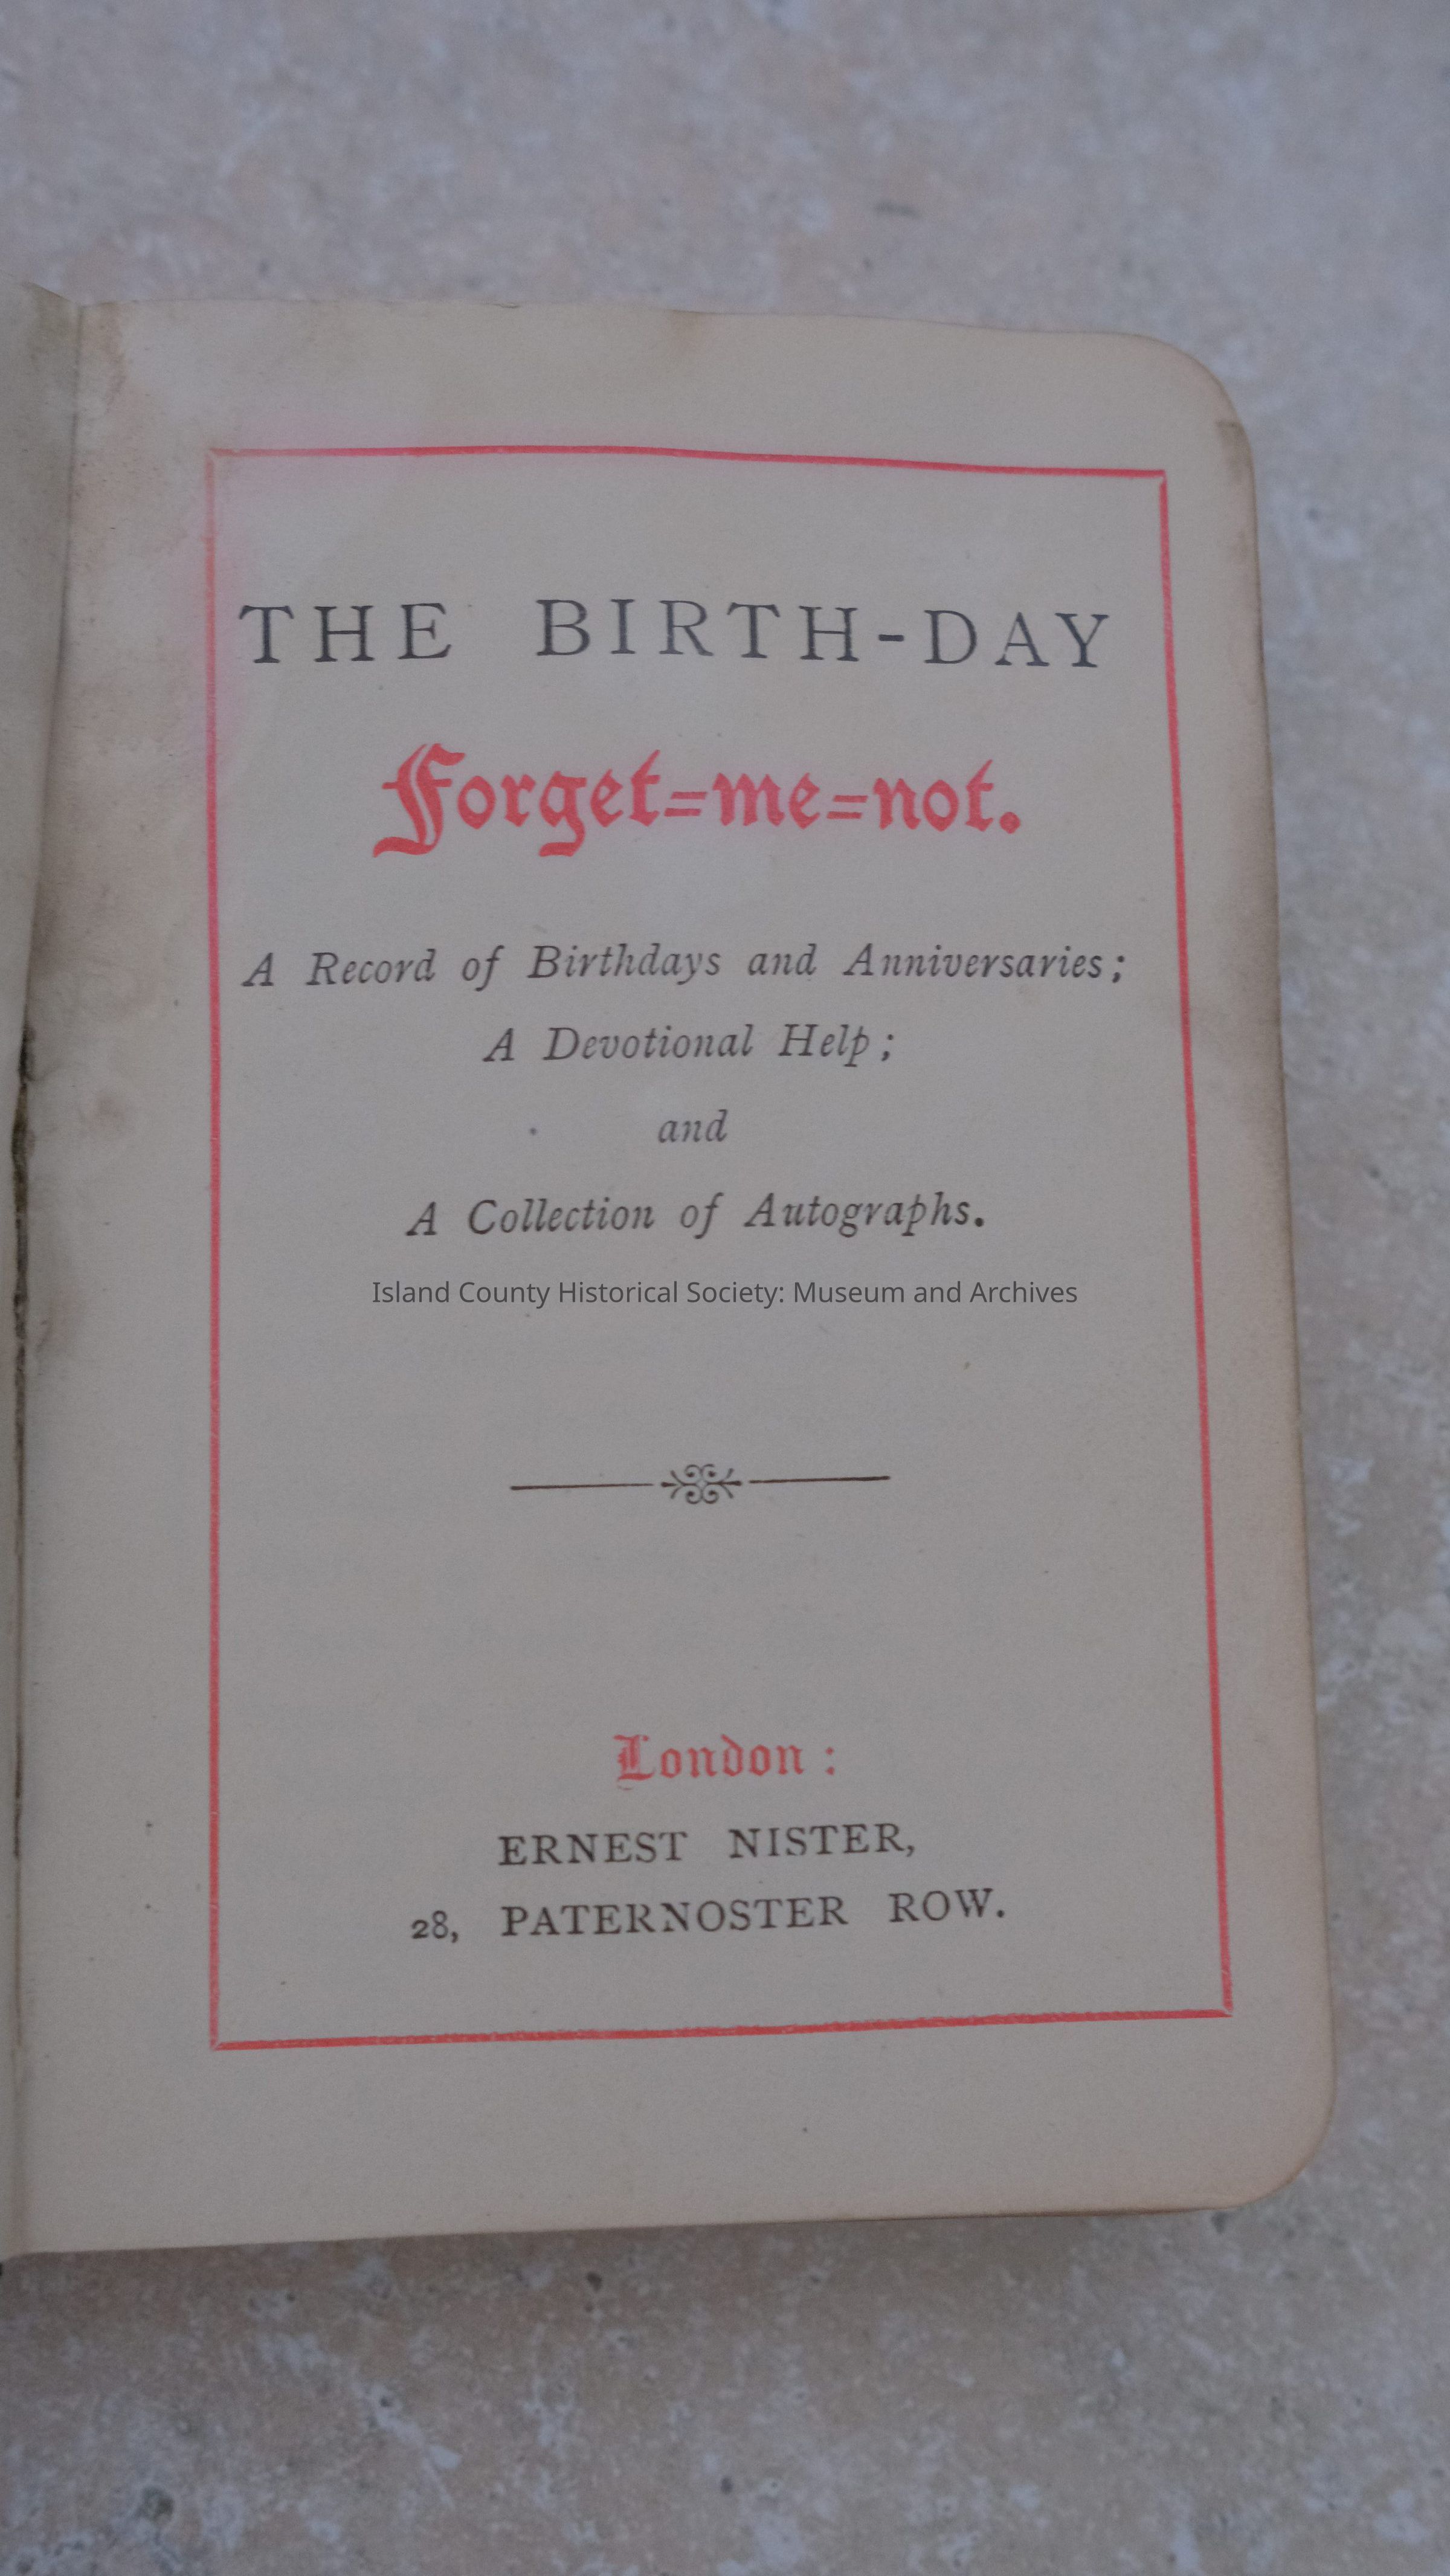 THE BIRTH-DAY
Forget=me=not.
A Record of Birthdays and Anniversaries;
A Devotional Help;
and
A Collection of Autographs.
Island County Historical Society: Museum and Archives
London:
ERNEST NISTER,
28, PATERNOSTER ROW.